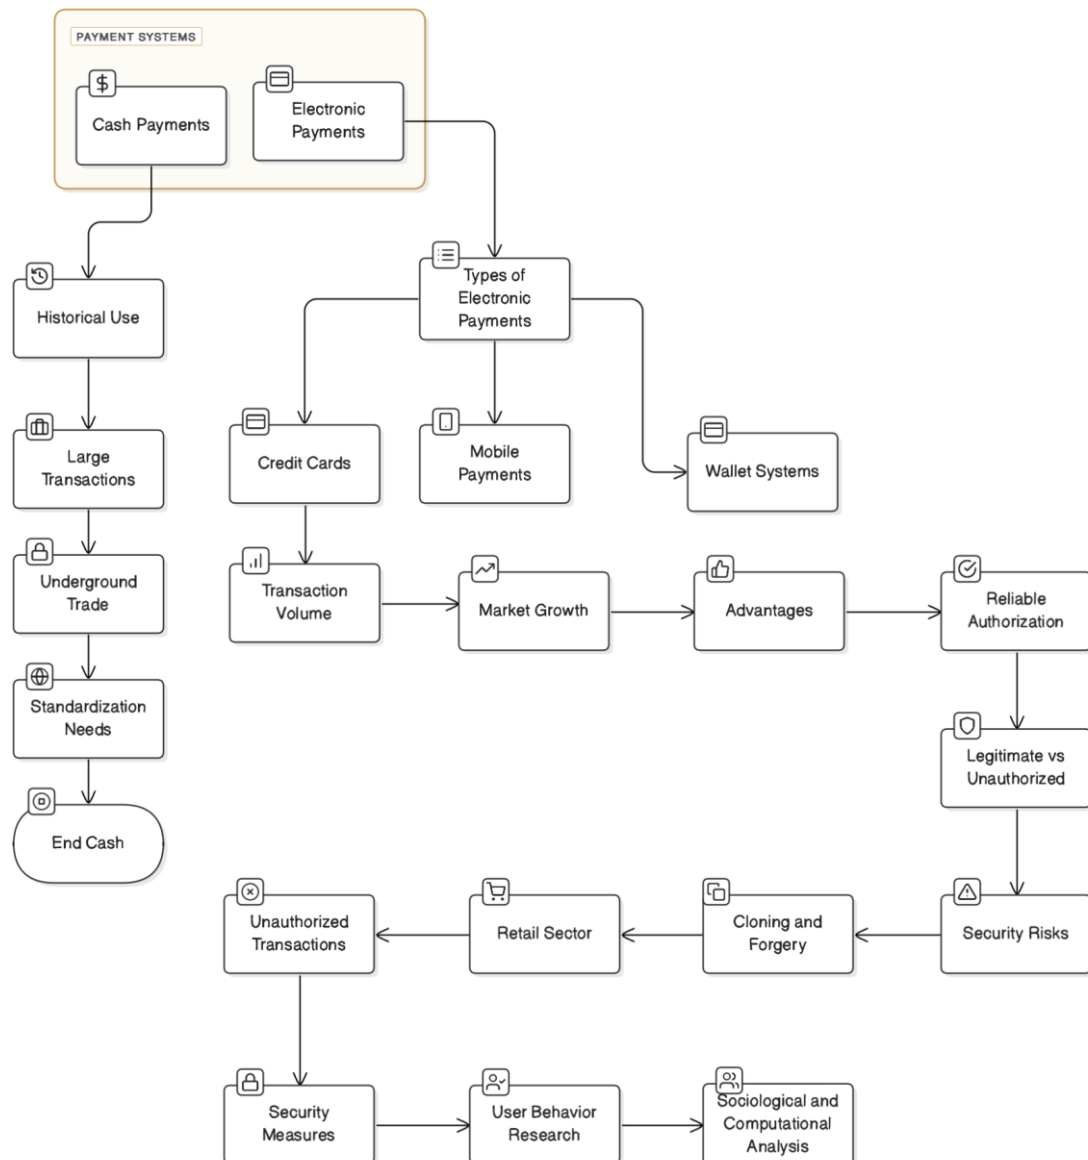 PAYMENT SYSTEMS
$
Cash Payments
Electronic
Payments
Historical Use
Types of
Electronic
Payments
Large
Transactions
Credit Cards
Mobile
Payments
Wallet Systems
Underground
Trade
Transaction
Volume
Market Growth
Advantages
Reliable
Authorization
Standardization
Needs
Legitimate vs
Unauthorized
End Cash
Unauthorized
Transactions
Retail Sector
Cloning and
Forgery
Security Risks
Security
Measures
User Behavior
Research
Sociological and
Computational
Analysis